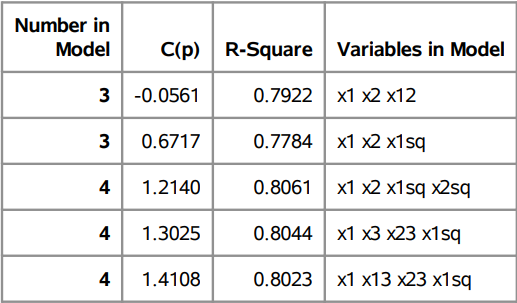 Number in Model C(p) R-Square Variables in Model
3 -0.0561 0.7922 x1 x2 x12
3 0.6717 0.7784 x1 x2 x1sq
4 1.2140 0.8061 x1 x2 x1sq x2sq
4 1.3025 0.8044 x1 x3 x23 x1sq
4 1.4108 0.8023 x1 x13 x23 x1sq